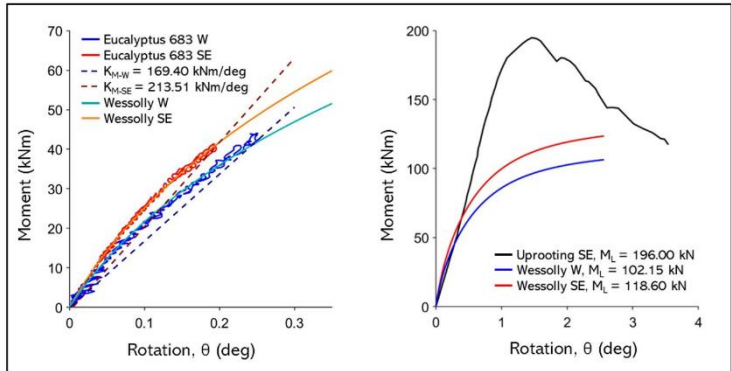 70
60
50
40
30
20
10
0
Moment (kNm)
Eucalyptus 683 W
Eucalyptus 683 SE
K_M-W = 169.40 kNm/deg
K_M-SE = 213.51 kNm/deg
Wessolly W
Wessolly SE
0 0.1 0.2 0.3
Rotation, θ (deg)
200
150
100
50
0
Moment (kNm)
Uprooting SE, M_L = 196.00 kN
Wessolly W, M_L = 102.15 kN
Wessolly SE, M_L = 118.60 kN
0 1 2 3 4
Rotation, θ (deg)